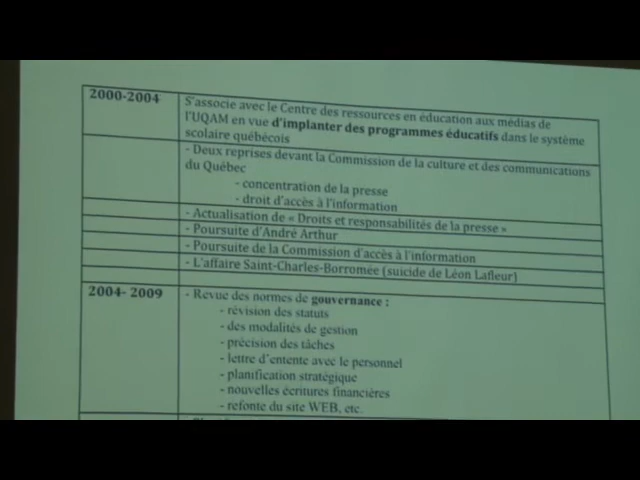 2000-2004
S'associe avec le Centre des ressources en éducation aux médias de
l'UQAM en vue d'implanter des programmes éducatifs dans le système
scolaire québécois
- Deux reprises devant la Commission de la culture et des communications
du Québec
- concentration de la presse
- droit d'accès à l'information
- Actualisation de « Droits et responsabilités de la presse »
- Poursuite d'André Arthur
- Poursuite de la Commission d'accès à l'information
- L'affaire Saint-Charles-Borromée (suicide de Léon Lafleur)
2004- 2009
- Revue des normes de gouvernance :
- révision des statuts
- des modalités de gestion
- précision des tâches
- lettre d'entente avec le personnel
- planification stratégique
- nouvelles écritures financières
- refonte du site WEB, etc.